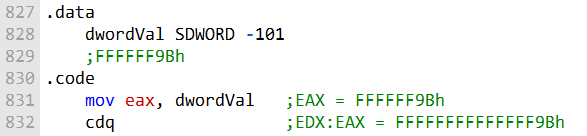 827 .data
828 dwordVal SDWORD -101
829 ;FFFFFF9Bh
830 .code
831 mov eax, dwordVal ;EAX = FFFFFF9Bh
832 cdq ;EDX:EAX = FFFFFFFFFFFFFF9Bh